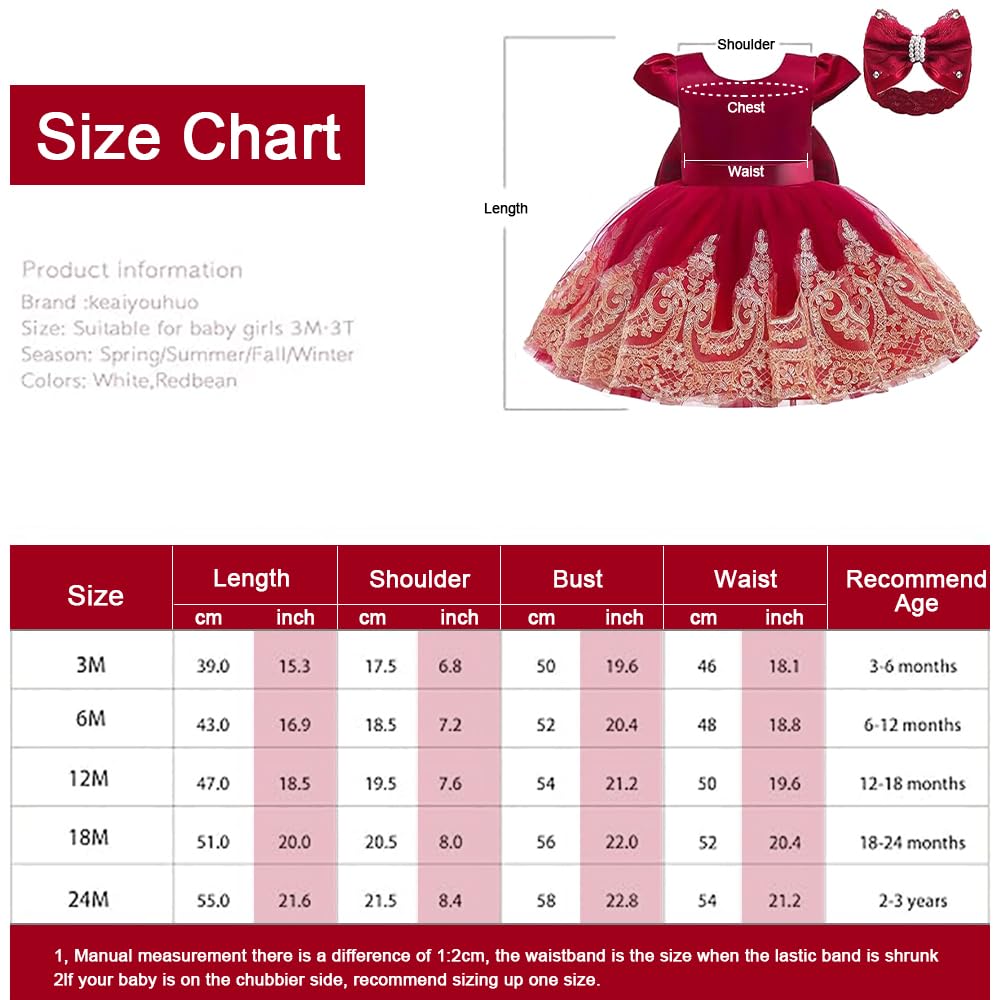 Size Chart
Product information
Brand :keaiyouhuo
Size: Suitable for baby girls 3M-3T
Season: Spring/Summer/Fall/Winter
Colors: White,Redbean
Shoulder
Chest
Waist
Length
Size Length Shoulder Bust Waist Recommend Age
cm inch cm inch cm inch cm inch
3M 39.0 15.3 17.5 6.8 50 19.6 46 18.1 3-6 months
6M 43.0 16.9 18.5 7.2 52 20.4 48 18.8 6-12 months
12M 47.0 18.5 19.5 7.6 54 21.2 50 19.6 12-18 months
18M 51.0 20.0 20.5 8.0 56 22.0 52 20.4 18-24 months
24M 55.0 21.6 21.5 8.4 58 22.8 54 21.2 2-3 years
1, Manual measurement there is a difference of 1:2cm, the waistband is the size when the lastic band is shrunk
2If your baby is on the chubbier side, recommend sizing up one size.